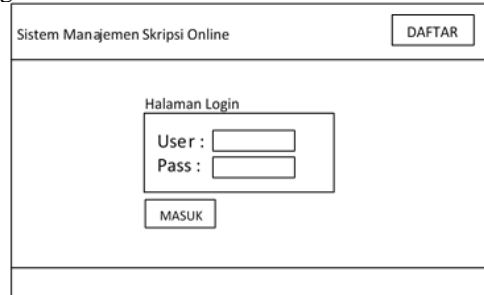 Sistem Manajemen Skripsi Online
DAFTAR
Halaman Login
User :
Pass :
MASUK